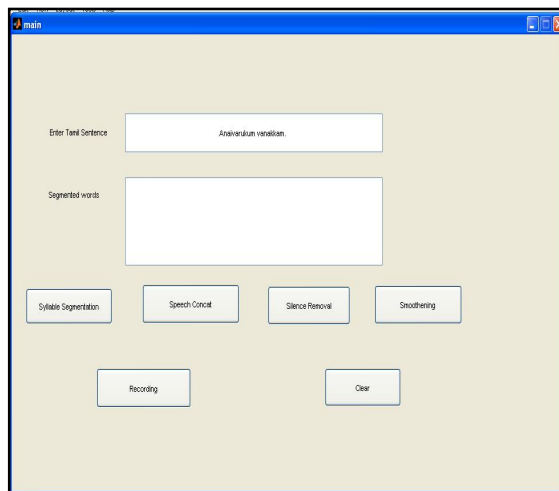 main
Enter Tamil Sentence
Anaivarukum vanakkam.
Segmented words
Syllable Segmentation
Speech Concat
Silence Removal
Smoothening
Recording
Clear